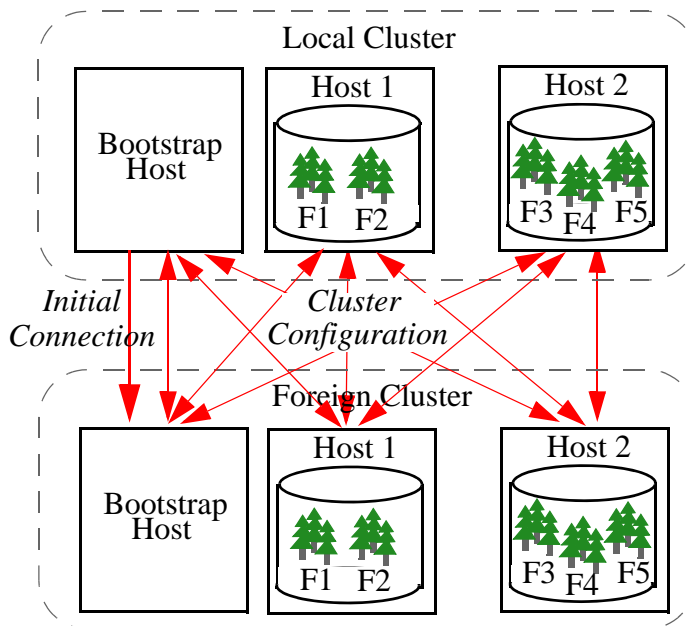 Local Cluster
Bootstrap
Host
Host 1
F1
F2
Host 2
F3
F4
F5
Initial
Connection
Cluster
Configuration
Foreign Cluster
Bootstrap
Host
Host 1
F1
F2
Host 2
F3
F4
F5